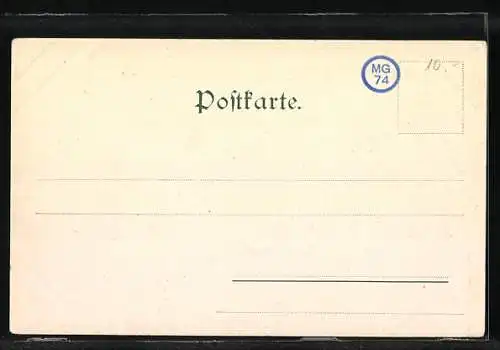 MG
74
10.-
Postkarte.